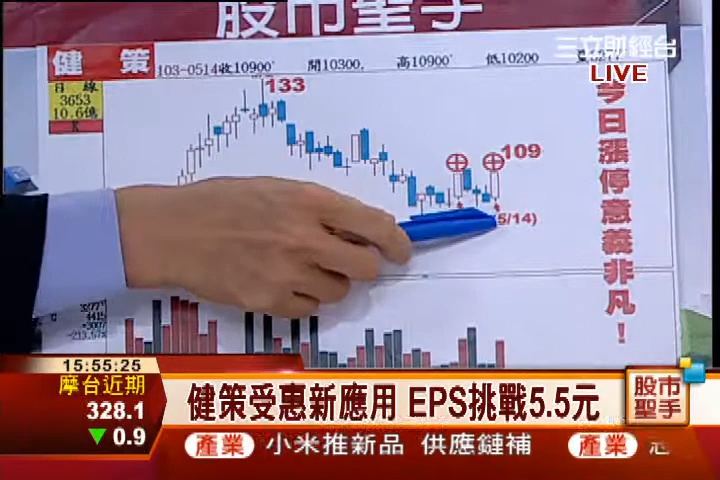 股市聖手
三立財經台
LIVE
健策
103-0514收10900' 開10300. 高10900' 低10200
日線
3653
10.6億
K
133
109
(5/14)
今日漲停意義非凡！
3277
4415
+3007
-213.57%
15:55:25
摩台近期
328.1
▼0.9
健策受惠新應用 EPS挑戰5.5元
股市
聖手
產業 小米推新品 供應鏈補 產業